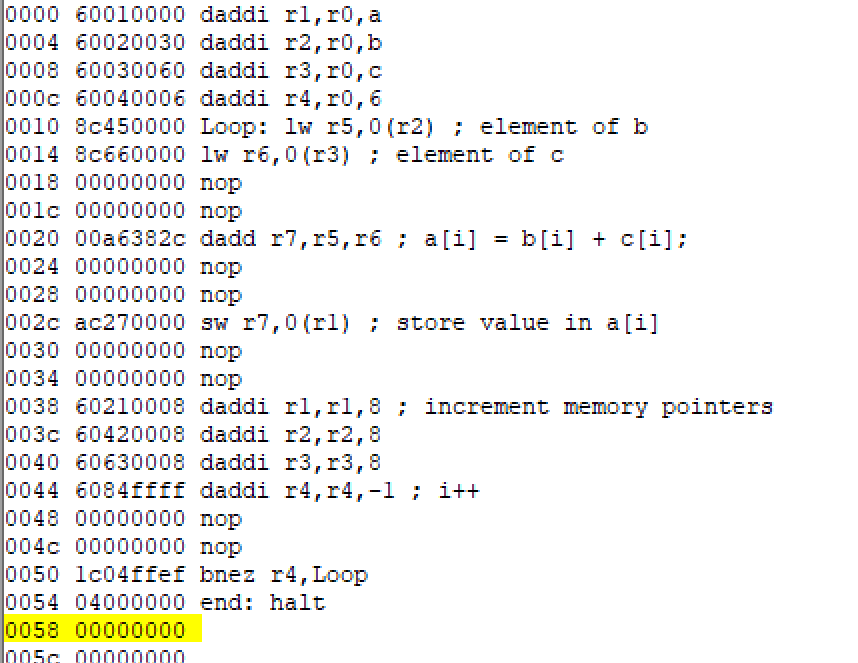 0000 60010000 daddi r1,r0,a
0004 60020030 daddi r2,r0,b
0008 60030060 daddi r3,r0,c
000c 60040006 daddi r4,r0,6
0010 8c450000 Loop: lw r5,0(r2) ; element of b
0014 8c660000 lw r6,0(r3) ; element of c
0018 00000000 nop
001c 00000000 nop
0020 00a6382c dadd r7,r5,r6 ; a[i] = b[i] + c[i];
0024 00000000 nop
0028 00000000 nop
002c ac270000 sw r7,0(r1) ; store value in a[i]
0030 00000000 nop
0034 00000000 nop
0038 60210008 daddi r1,r1,8 ; increment memory pointers
003c 60420008 daddi r2,r2,8
0040 60630008 daddi r3,r3,8
0044 6084ffff daddi r4,r4,-1 ; i++
0048 00000000 nop
004c 00000000 nop
0050 1c04ffef bnez r4,Loop
0054 04000000 end: halt
0058 00000000
005c 00000000